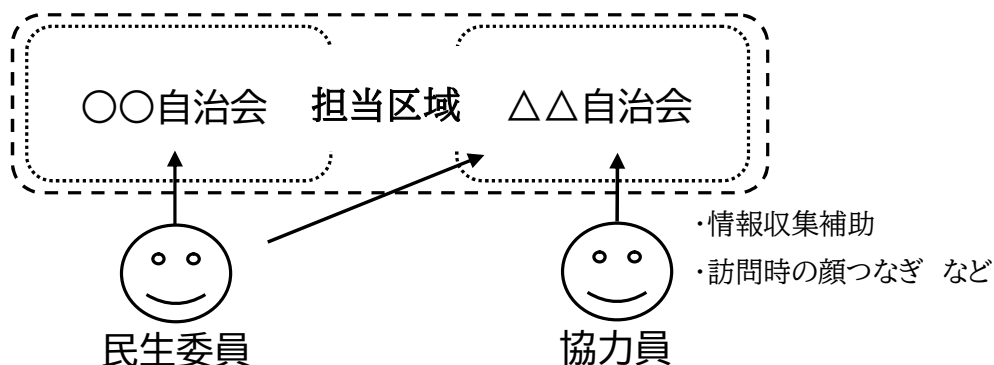 〇〇自治会 担当区域 △△自治会
・情報収集補助
・訪問時の顔つなぎ など
民生委員 協力員